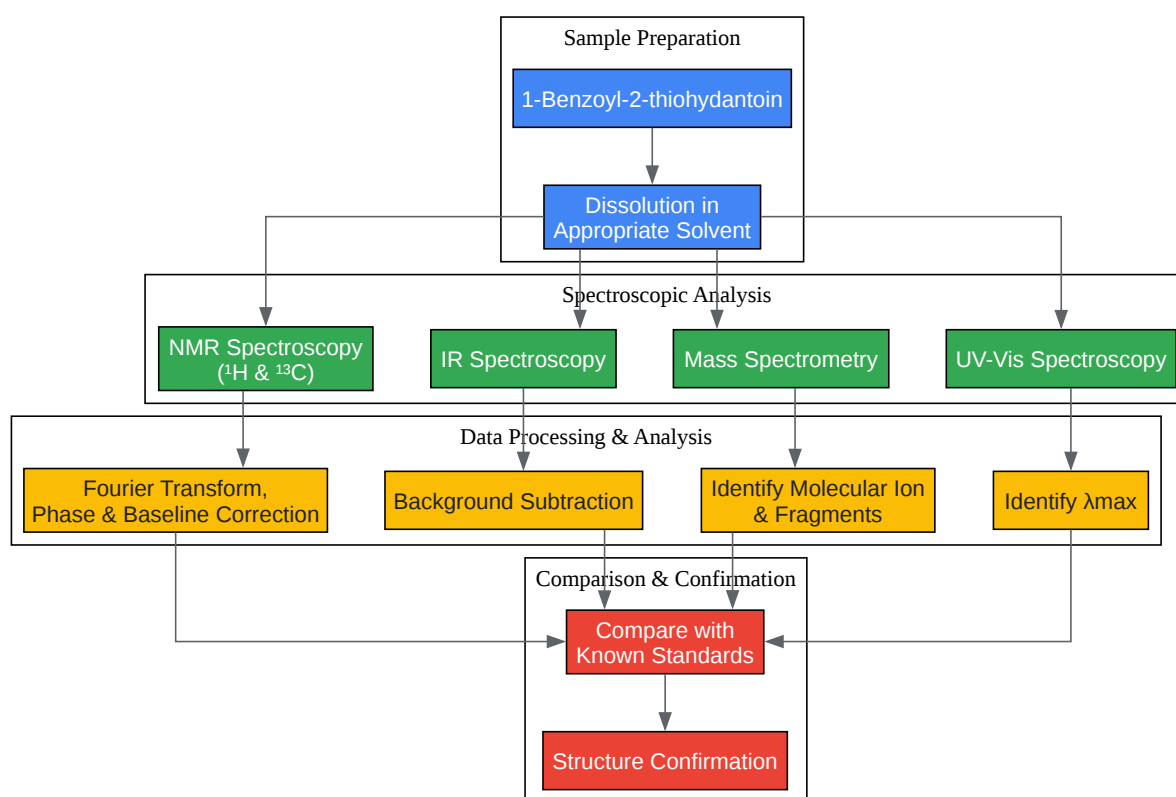 Sample Preparation
1-Benzoyl-2-thiohydantoin
Dissolution in
Appropriate Solvent
Spectroscopic Analysis
NMR Spectroscopy
(¹H & ¹³C)
IR Spectroscopy
Mass Spectrometry
UV-Vis Spectroscopy
Data Processing & Analysis
Fourier Transform,
Phase & Baseline Correction
Background Subtraction
Identify Molecular Ion
& Fragments
Identify λmax
Comparison & Confirmation
Compare with
Known Standards
Structure Confirmation